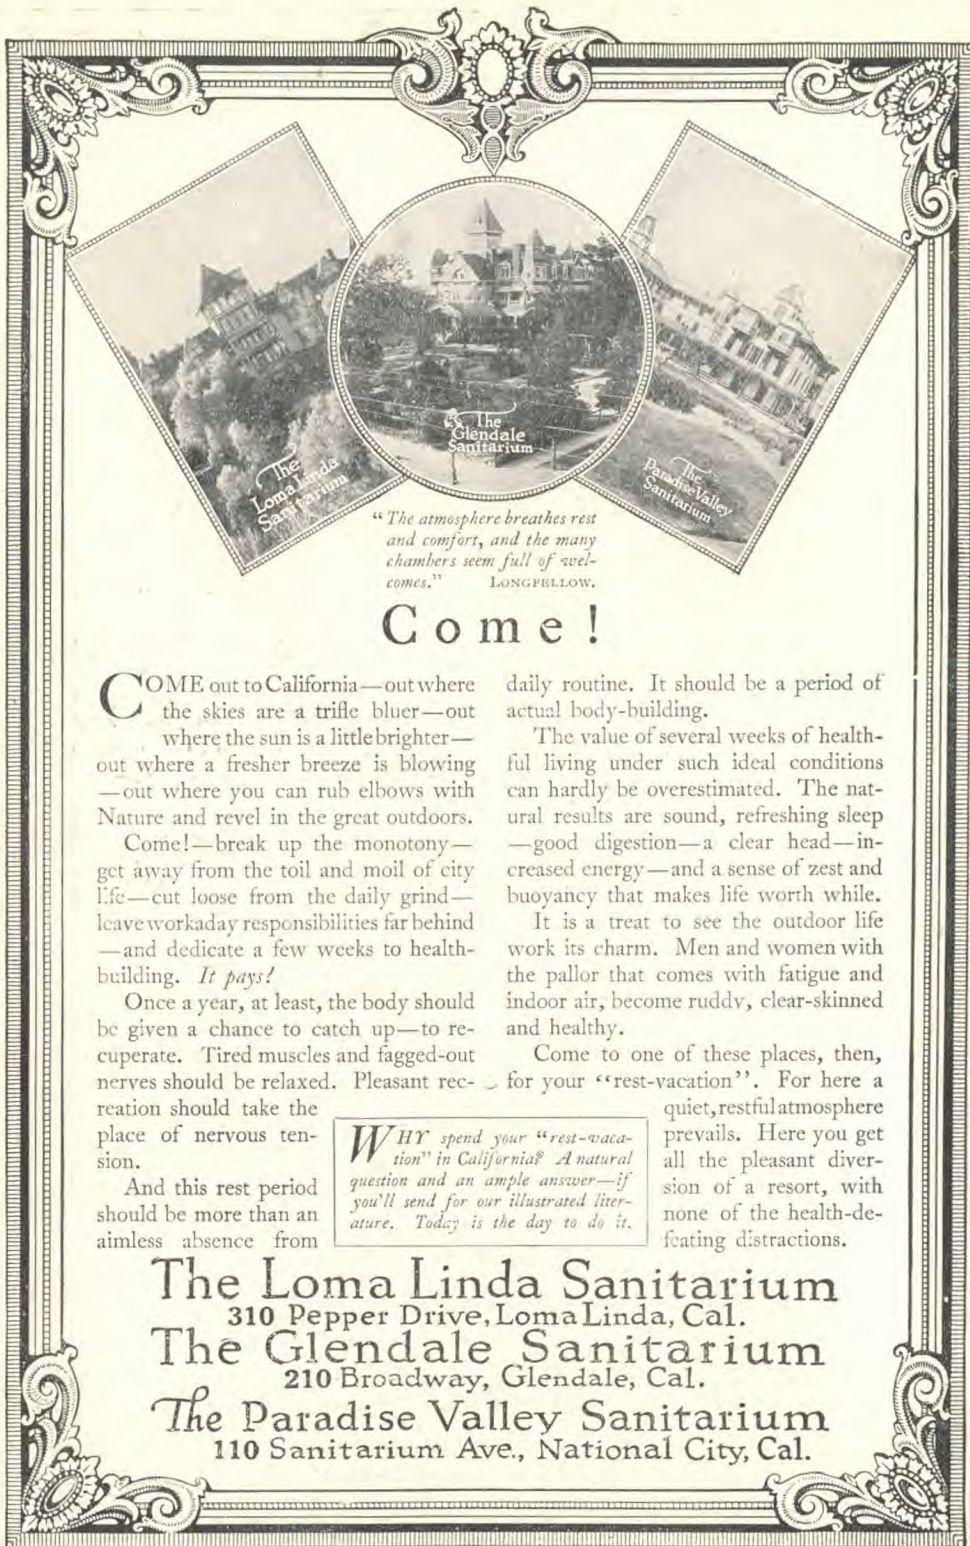 The
Loma Linda
Sanitarium
The
Glendale
Sanitarium
The
Paradise Valley
Sanitarium
"The atmosphere breathes rest
and comfort, and the many
chambers seem full of wel-
comes." LONGFELLOW.
Come!
COME out to California—out where
the skies are a trifle bluer—out
where the sun is a little brighter—
out where a fresher breeze is blowing
—out where you can rub elbows with
Nature and revel in the great outdoors.
Come!—break up the monotony—
get away from the toil and moil of city
life—cut loose from the daily grind—
leave workaday responsibilities far behind
—and dedicate a few weeks to health-
building. It pays!
Once a year, at least, the body should
be given a chance to catch up—to re-
cuperate. Tired muscles and fagged-out
nerves should be relaxed. Pleasant rec-
reation should take the
place of nervous ten-
sion.
And this rest period
should be more than an
aimless absence from
daily routine. It should be a period of
actual body-building.
The value of several weeks of health-
ful living under such ideal conditions
can hardly be overestimated. The nat-
ural results are sound, refreshing sleep
—good digestion—a clear head—in-
creased energy—and a sense of zest and
buoyancy that makes life worth while.
It is a treat to see the outdoor life
work its charm. Men and women with
the pallor that comes with fatigue and
indoor air, become ruddy, clear-skinned
and healthy.
Come to one of these places, then,
for your "rest-vacation". For here a
quiet, restful atmosphere
prevails. Here you get
all the pleasant diver-
sion of a resort, with
none of the health-de-
feating distractions.
WHY spend your "rest-vaca-
tion" in California? A natural
question and an ample answer—if
you'll send for our illustrated liter-
ature. Today is the day to do it.
The Loma Linda Sanitarium
310 Pepper Drive, Loma Linda, Cal.
The Glendale Sanitarium
210 Broadway, Glendale, Cal.
The Paradise Valley Sanitarium
110 Sanitarium Ave., National City, Cal.